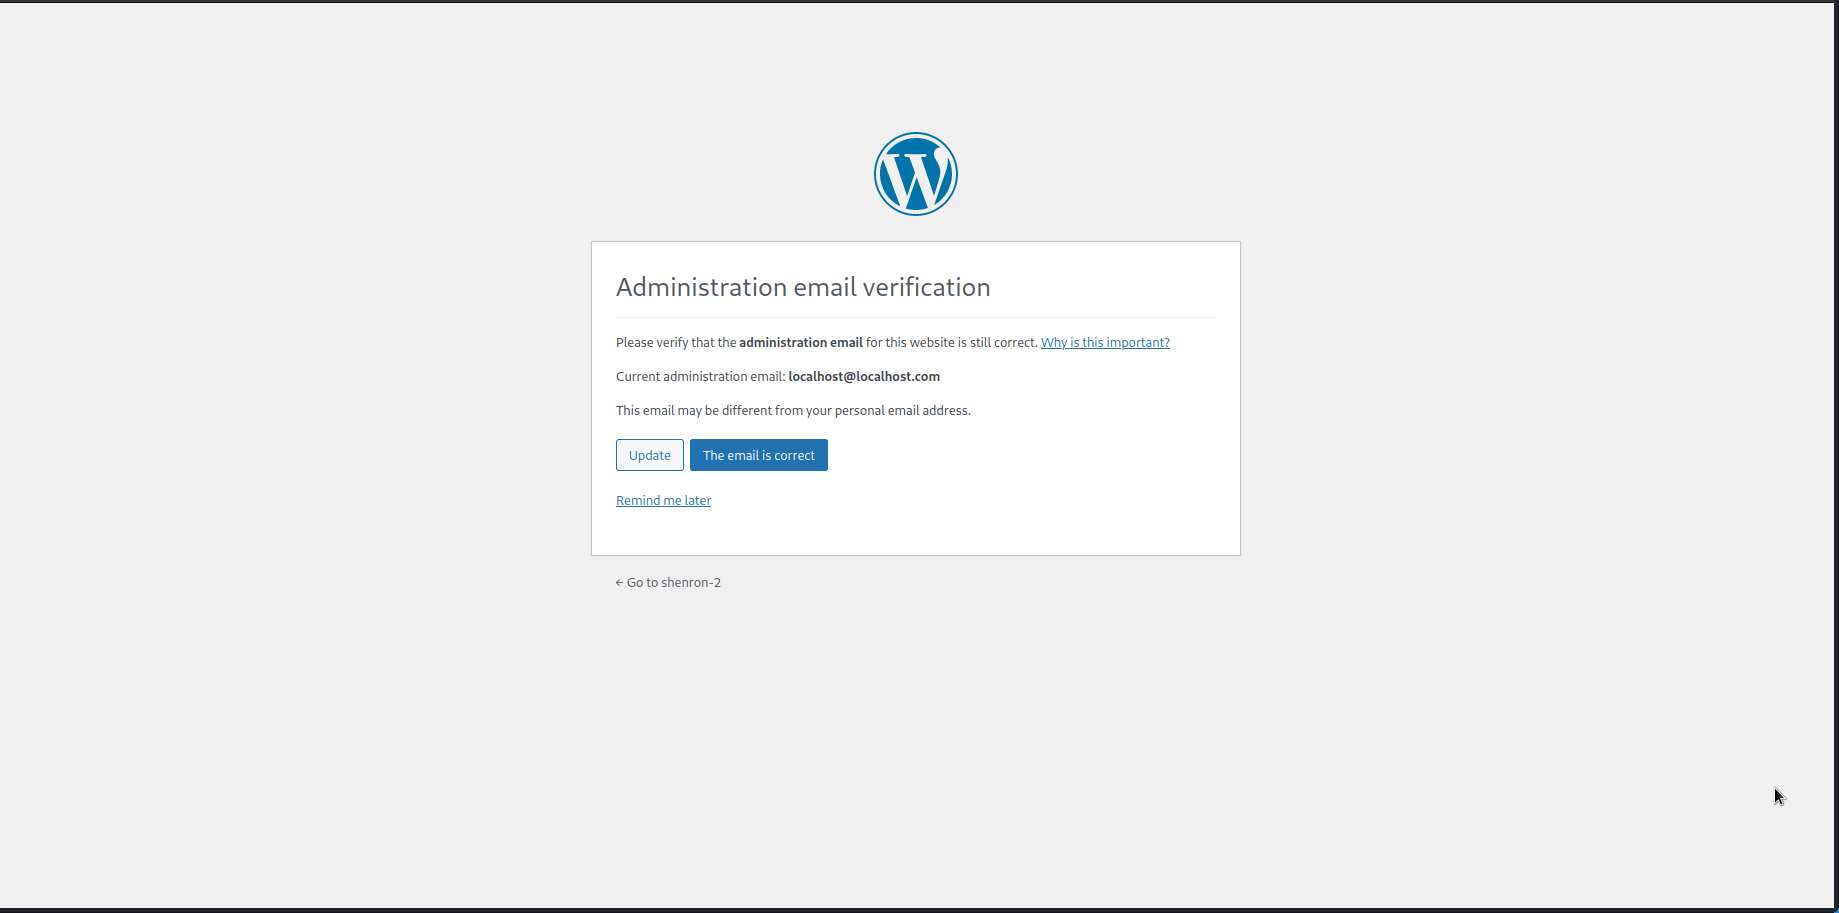 Administration email verification
Please verify that the administration email for this website is still correct. Why is this important?
Current administration email: localhost@localhost.com
This email may be different from your personal email address.
Update The email is correct
Remind me later
← Go to shenron-2